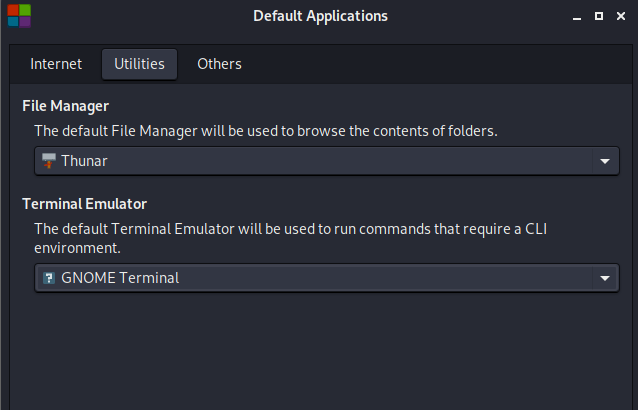 Default Applications
Internet Utilities Others
File Manager
The default File Manager will be used to browse the contents of folders.
Thunar
Terminal Emulator
The default Terminal Emulator will be used to run commands that require a CLI
environment.
GNOME Terminal